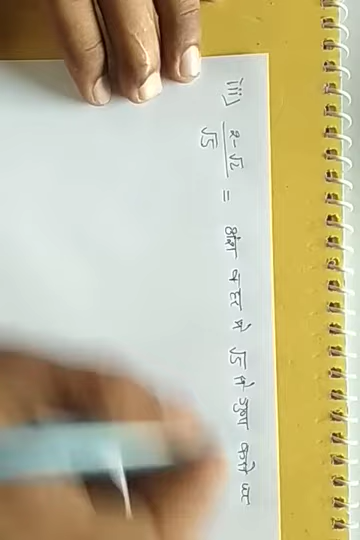 iii) (2-√2)/√5 = अंश व हर में √5 से गुणा करने पर